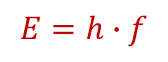 E = h · f